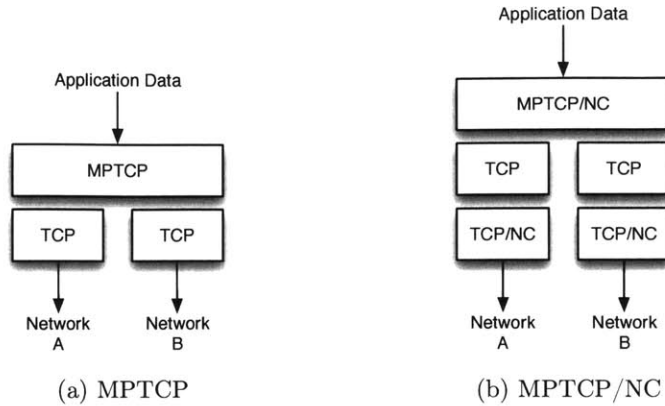 Application Data
MPTCP
TCP TCP
Network A Network B
(a) MPTCP
Application Data
MPTCP/NC
TCP TCP
TCP/NC TCP/NC
Network A Network B
(b) MPTCP/NC